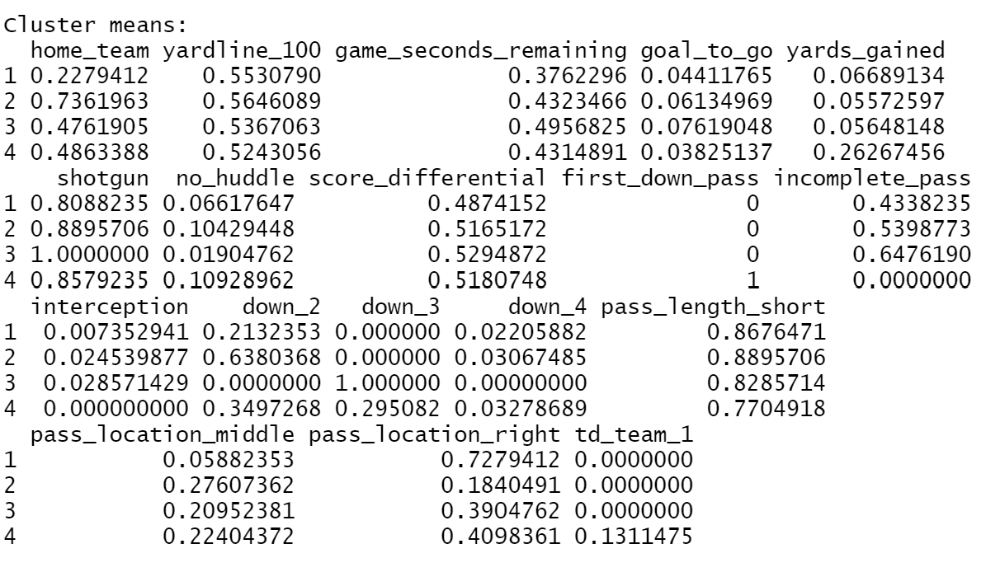 Cluster means:
  home_team yardline_100 game_seconds_remaining goal_to_go yards_gained
1 0.2279412    0.5530790              0.3762296 0.04411765   0.06689134
2 0.7361963    0.5646089              0.4323466 0.06134969   0.05572597
3 0.4761905    0.5367063              0.4956825 0.07619048   0.05648148
4 0.4863388    0.5243056              0.4314891 0.03825137   0.26267456
    shotgun  no_huddle score_differential first_down_pass incomplete_pass
1 0.8088235 0.06617647          0.4874152               0       0.4338235
2 0.8895706 0.10429448          0.5165172               0       0.5398773
3 1.0000000 0.01904762          0.5294872               0       0.6476190
4 0.8579235 0.10928962          0.5180748               1       0.0000000
  interception    down_2   down_3     down_4 pass_length_short
1  0.007352941 0.2132353 0.000000 0.02205882         0.8676471
2  0.024539877 0.6380368 0.000000 0.03067485         0.8895706
3  0.028571429 0.0000000 1.000000 0.00000000         0.8285714
4  0.000000000 0.3497268 0.295082 0.03278689         0.7704918
  pass_location_middle pass_location_right td_team_1
1           0.05882353           0.7279412 0.0000000
2           0.27607362           0.1840491 0.0000000
3           0.20952381           0.3904762 0.0000000
4           0.22404372           0.4098361 0.1311475